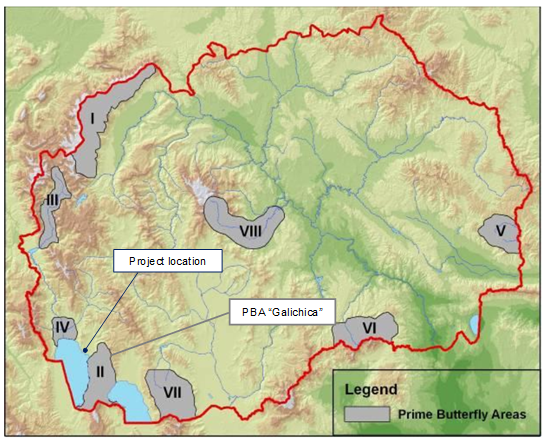 I
III
VIII
V
Project location
PBA “Galichica”
IV
VI
II
VII
Legend
Prime Butterfly Areas